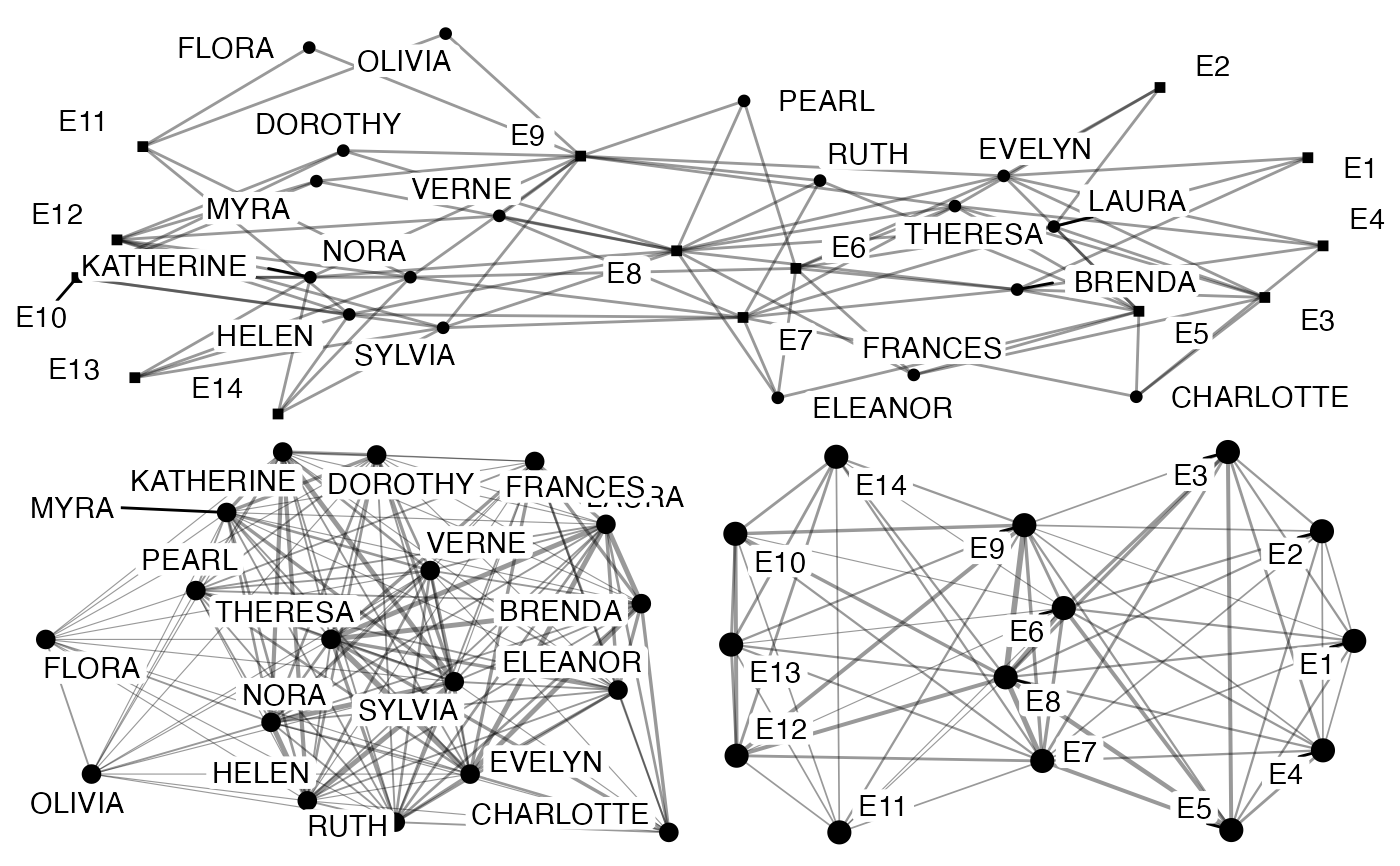 FLORA
OLIVIA
E2
PEARL
E11
DOROTHY
E9
RUTH
EVELYN
E1
VERNE
LAURA
MYRA
E12
E4
THERESA
NORA
E6
KATHERINE
E8
BRENDA
E10
E3
HELEN
E7
E5
SYLVIA
FRANCES
E13
E14
ELEANOR
CHARLOTTE
KATHERINE
DOROTHY
FRANCES
MYRA
VERNE
PEARL
THERESA
BRENDA
FLORA
ELEANOR
NORA
SYLVIA
HELEN
EVELYN
OLIVIA
RUTH
CHARLOTTE
E14
E3
E10
E9
E2
E6
E13
E1
E8
E12
E7
E4
E11
E5